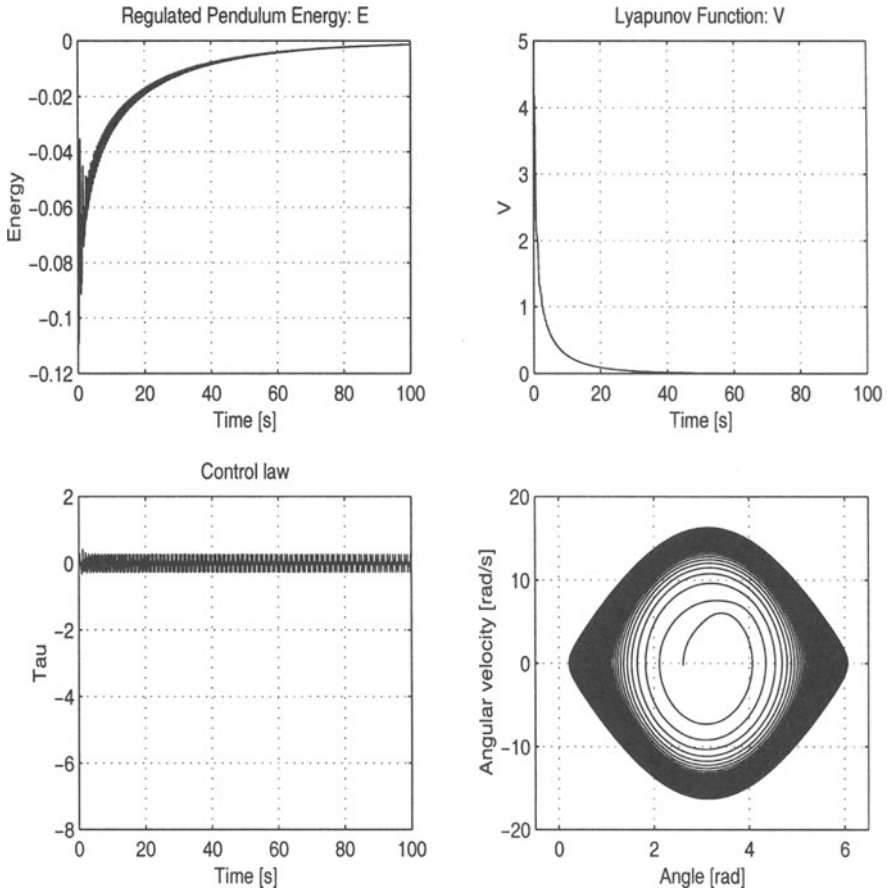 Regulated Pendulum Energy: E
0
-0.02
-0.04
-0.06
-0.08
-0.1
-0.12
Energy
0 20 40 60 80 100
Time [s]
Lyapunov Function: V
5
4
3
2
1
0
V
0 20 40 60 80 100
Time [s]
Control law
2
0
-2
-4
-6
-8
Tau
0 20 40 60 80 100
Time [s]
20
10
0
-10
-20
Angular velocity [rad/s]
0 2 4 6
Angle [rad]